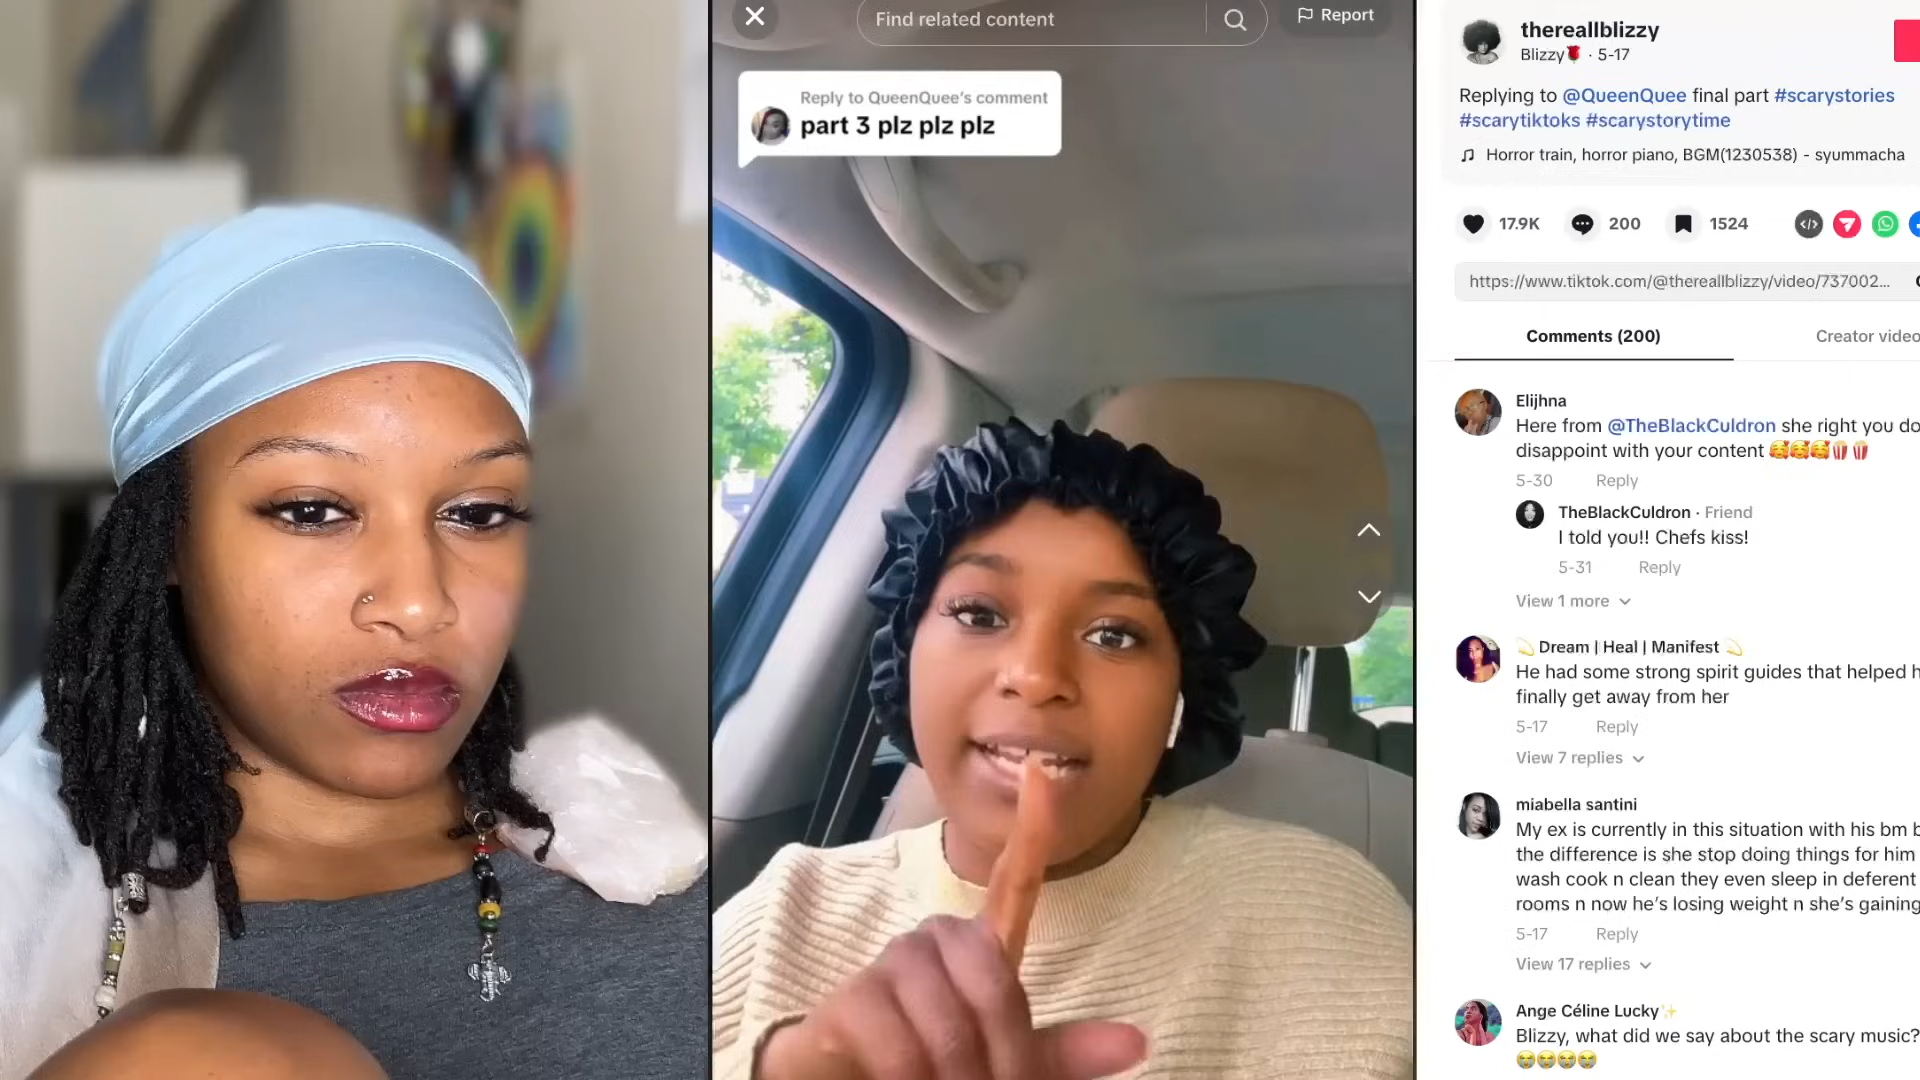 Find related content
Report
Reply to QueenQuee's comment
part 3 plz plz plz
thereallblizzy
Blizzy🌹 · 5-17
Replying to @QueenQuee final part #scarystories
#scarytiktoks #scarystorytime
Horror train, horror piano, BGM(1230538) - syummacha
17.9K
200
1524
https://www.tiktok.com/@thereallblizzy/video/737002...
Comments (200)
Creator video
Elijhna
Here from @TheBlackCuldron she right you do
disappoint with your content 🥰🥰🥰🍿🍿
5-30 Reply
TheBlackCuldron · Friend
I told you!! Chefs kiss!
5-31 Reply
View 1 more
💫 Dream | Heal | Manifest 💫
He had some strong spirit guides that helped h
finally get away from her
5-17 Reply
View 7 replies
miabella santini
My ex is currently in this situation with his bm b
the difference is she stop doing things for him
wash cook n clean they even sleep in deferent
rooms n now he's losing weight n she's gaining
5-17 Reply
View 17 replies
Ange Céline Lucky✨
Blizzy, what did we say about the scary music?
😭😭😭😭